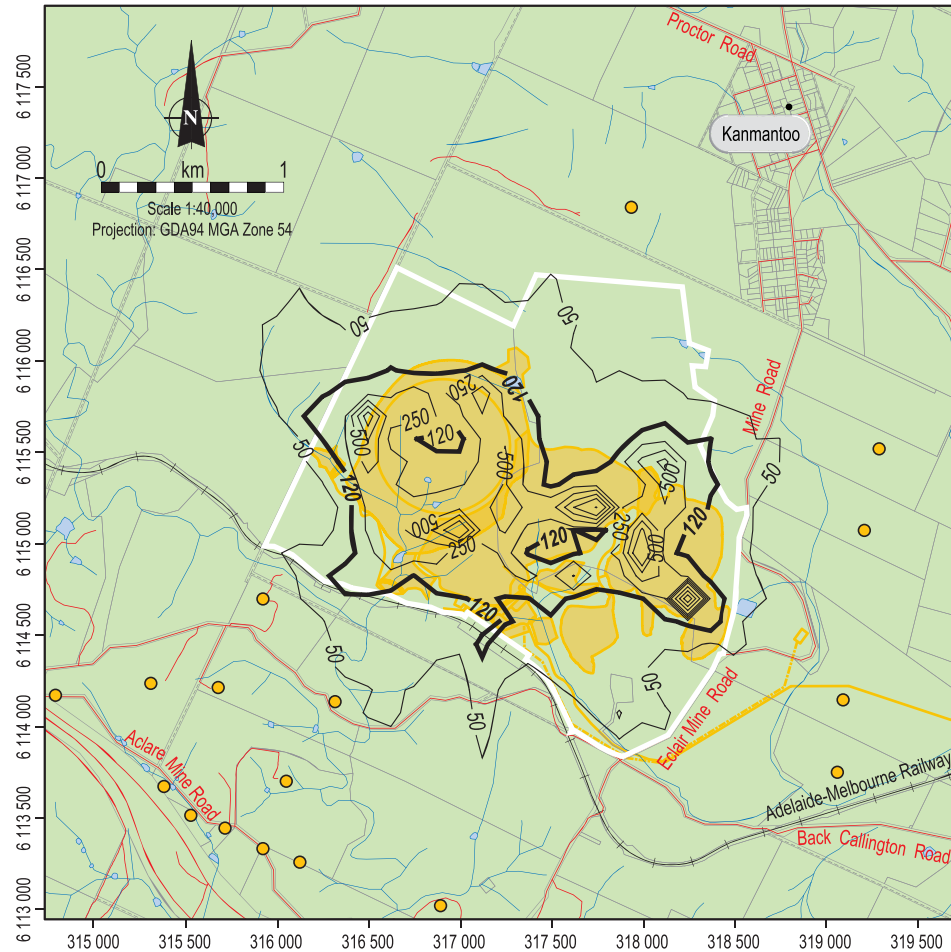 Proctor Road
Kanmantoo
N
0 km 1
Scale 1:40,000
Projection: GDA94 MGA Zone 54
6 117 500
6 117 000
6 116 500
6 116 000
6 115 500
6 115 000
6 114 500
6 114 000
6 113 500
6 113 000
50
50
120
250
250
120
500
500
50
120
500
250
500
120
250
500
120
50
120
50
50
50
Mine Road
Eclair Mine Road
Aclare Mine Road
Adelaide-Melbourne Railway
Back Callington Road
315 000
315 500
316 000
316 500
317 000
317 500
318 000
318 500
319 000
319 500